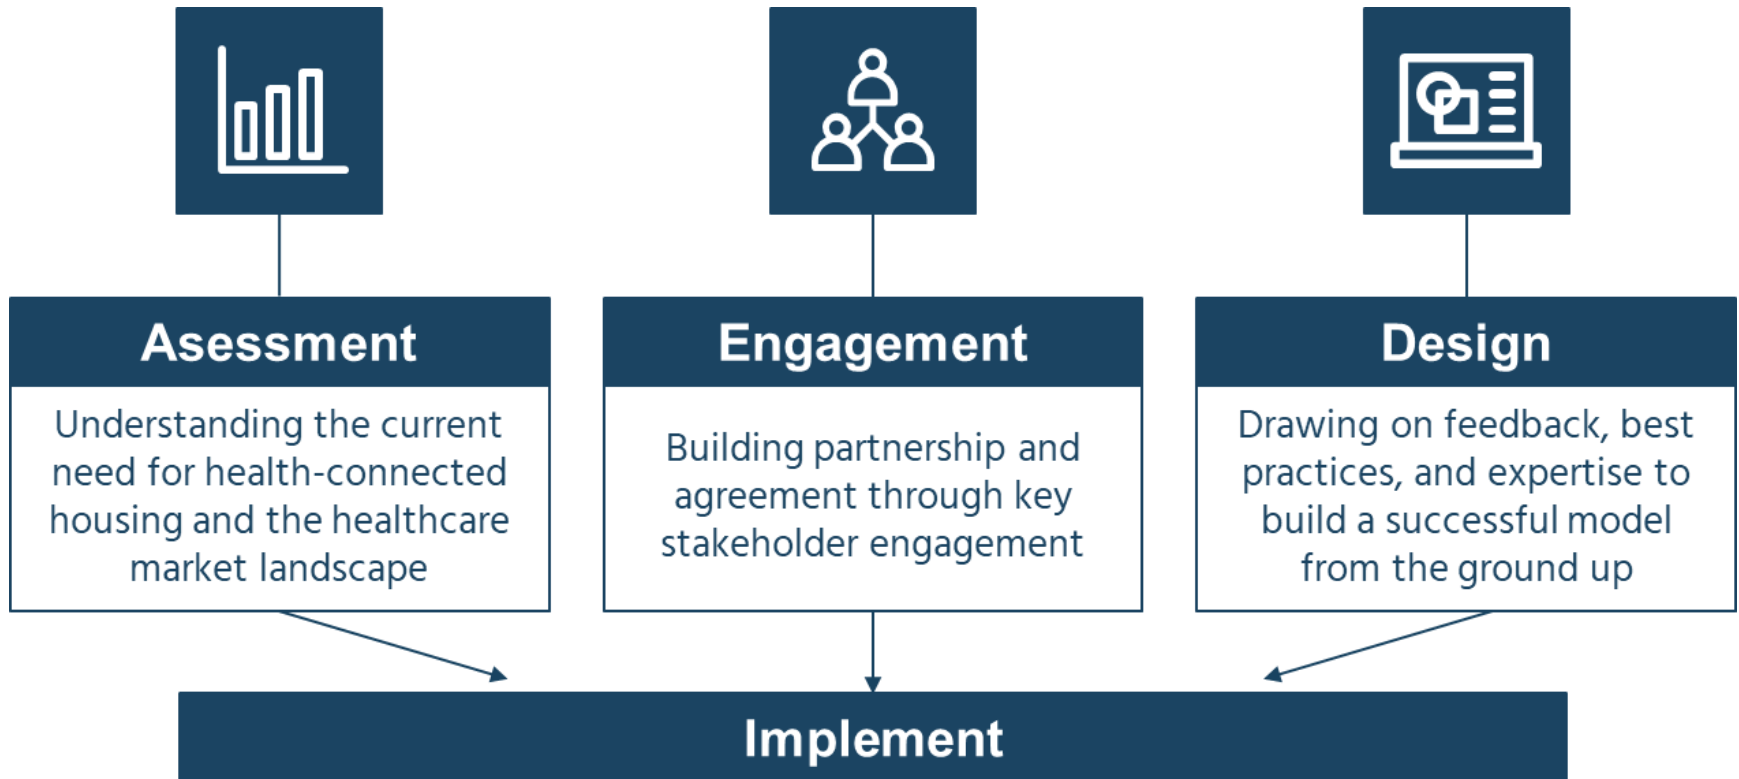 Asessment
Understanding the current
need for health-connected
housing and the healthcare
market landscape
Engagement
Building partnership and
agreement through key
stakeholder engagement
Design
Drawing on feedback, best
practices, and expertise to
build a successful model
from the ground up
Implement